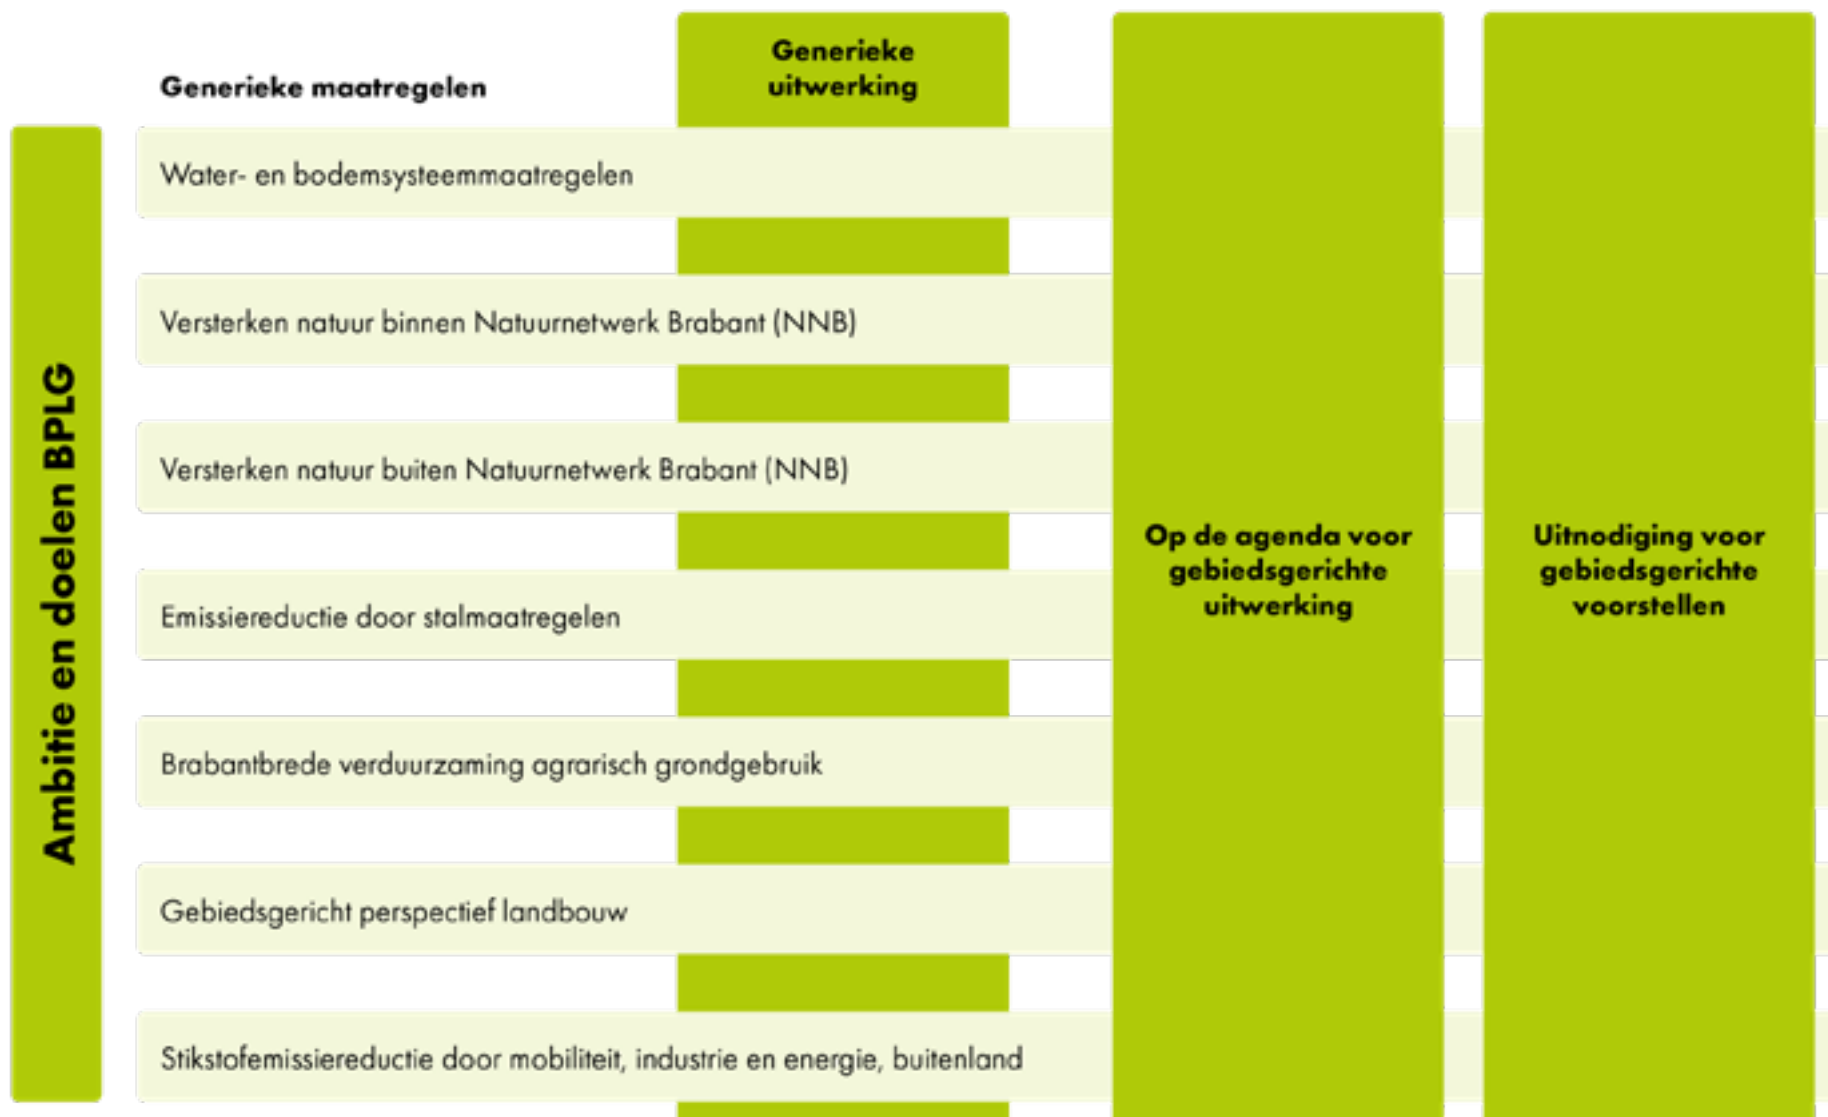 Generieke maatregelen
Generieke
uitwerking
Ambitie en doelen BPLG
Water- en bodemsysteemmaatregelen
Versterken natuur binnen Natuurnetwerk Brabant (NNB)
Versterken natuur buiten Natuurnetwerk Brabant (NNB)
Emissiereductie door stalmaatregelen
Brabantbrede verduurzaming agrarisch grondgebruik
Gebiedsgericht perspectief landbouw
Stikstofemissiereductie door mobiliteit, industrie en energie, buitenland
Op de agenda voor
gebiedsgerichte
uitwerking
Uitnodiging voor
gebiedsgerichte
voorstellen